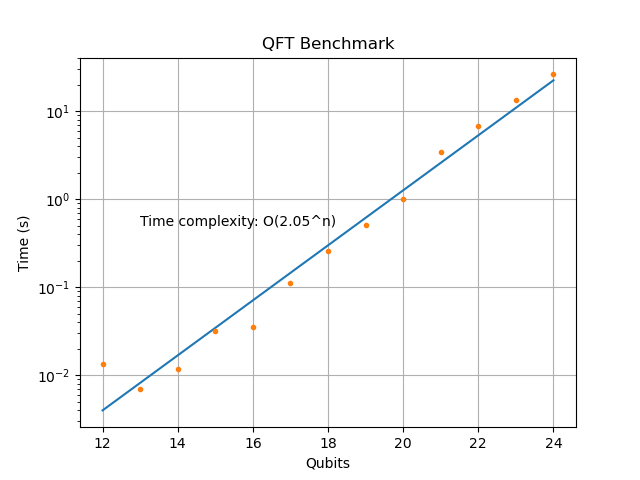 QFT Benchmark
10^1
10^0
10^-1
10^-2
Time (s)
Time complexity: O(2.05^n)
12 14 16 18 20 22 24
Qubits